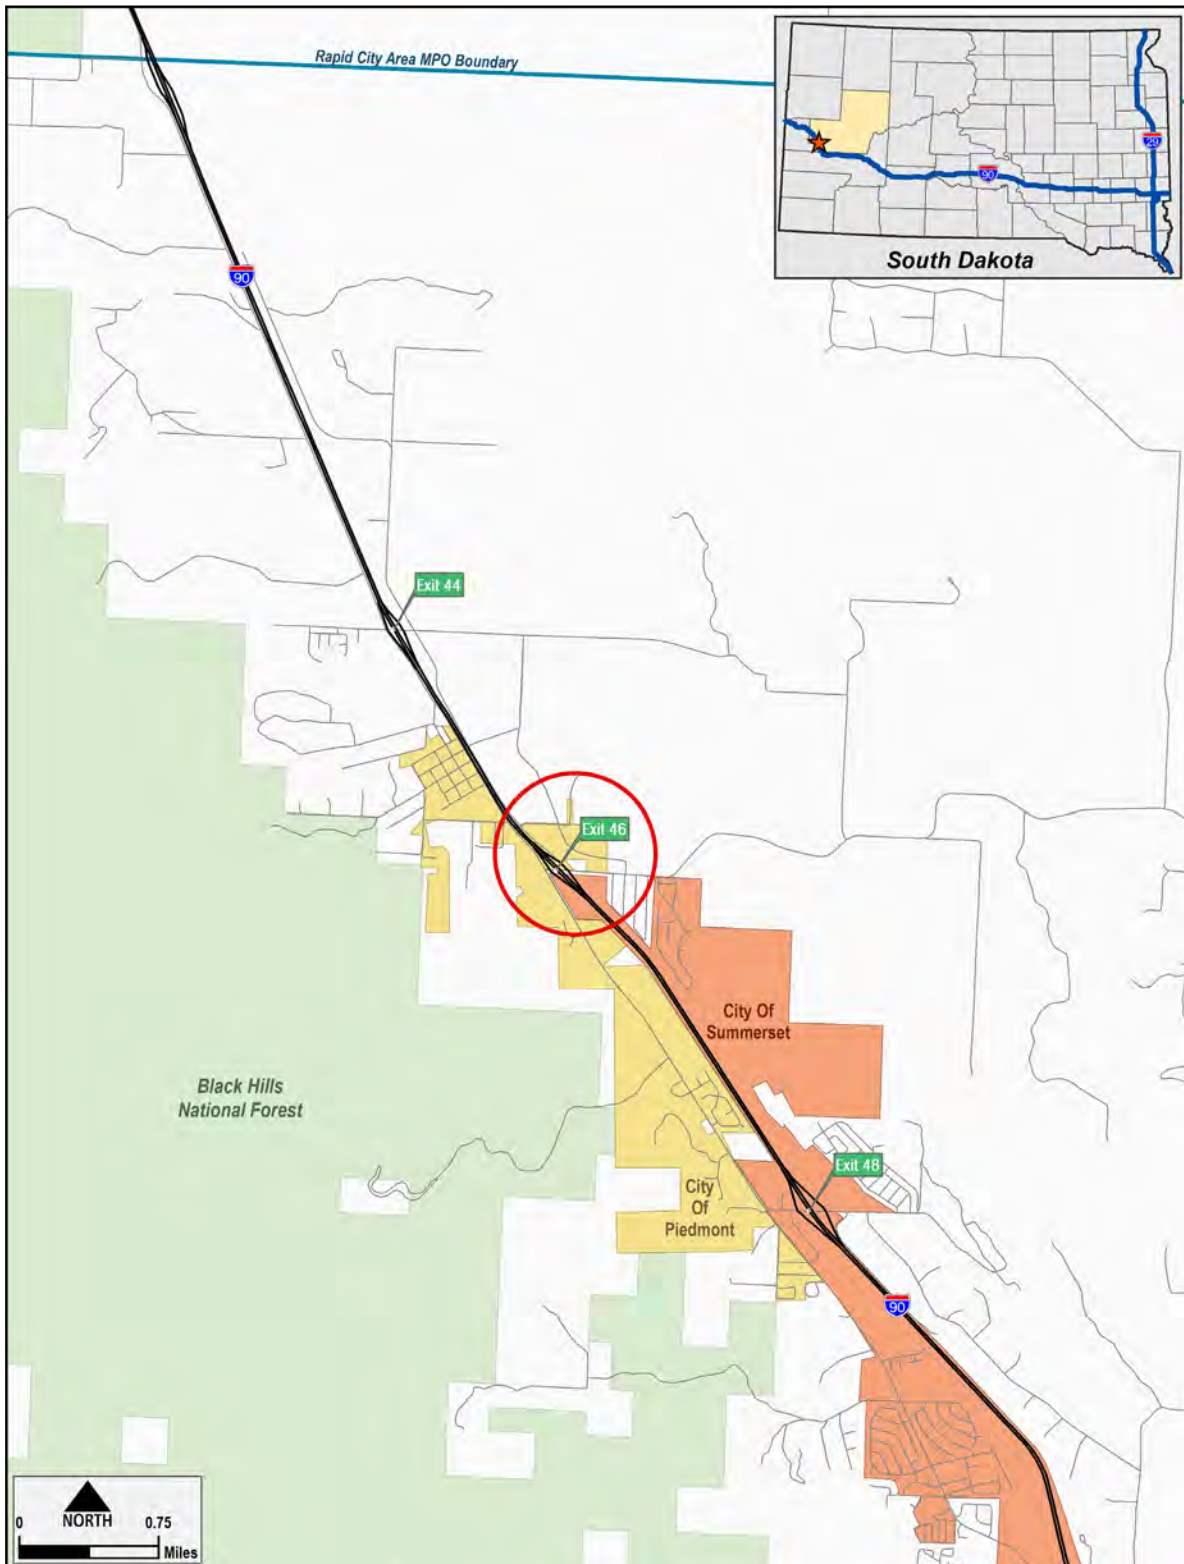 Rapid City Area MPO Boundary
29
90
South Dakota
90
Exit 44
Exit 46
City Of
Summerset
Black Hills
National Forest
Exit 48
City
Of
Piedmont
90
NORTH
0 0.75
Miles